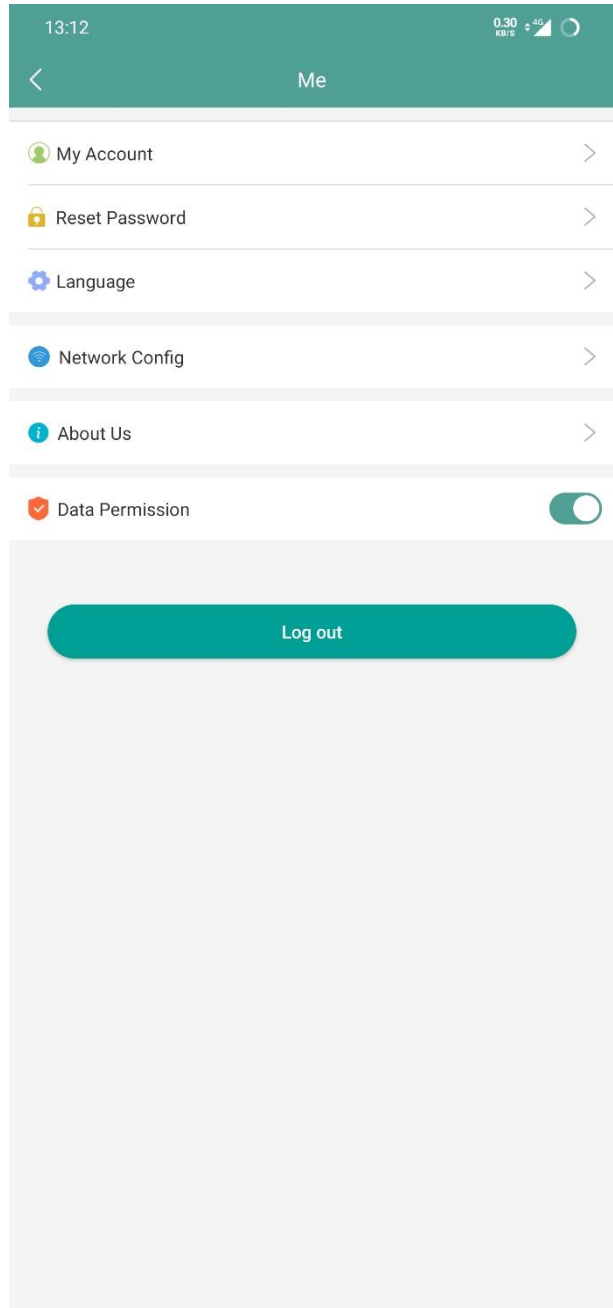 13:12
0.30
KB/S
4G
Me
My Account
Reset Password
Language
Network Config
About Us
Data Permission
Log out